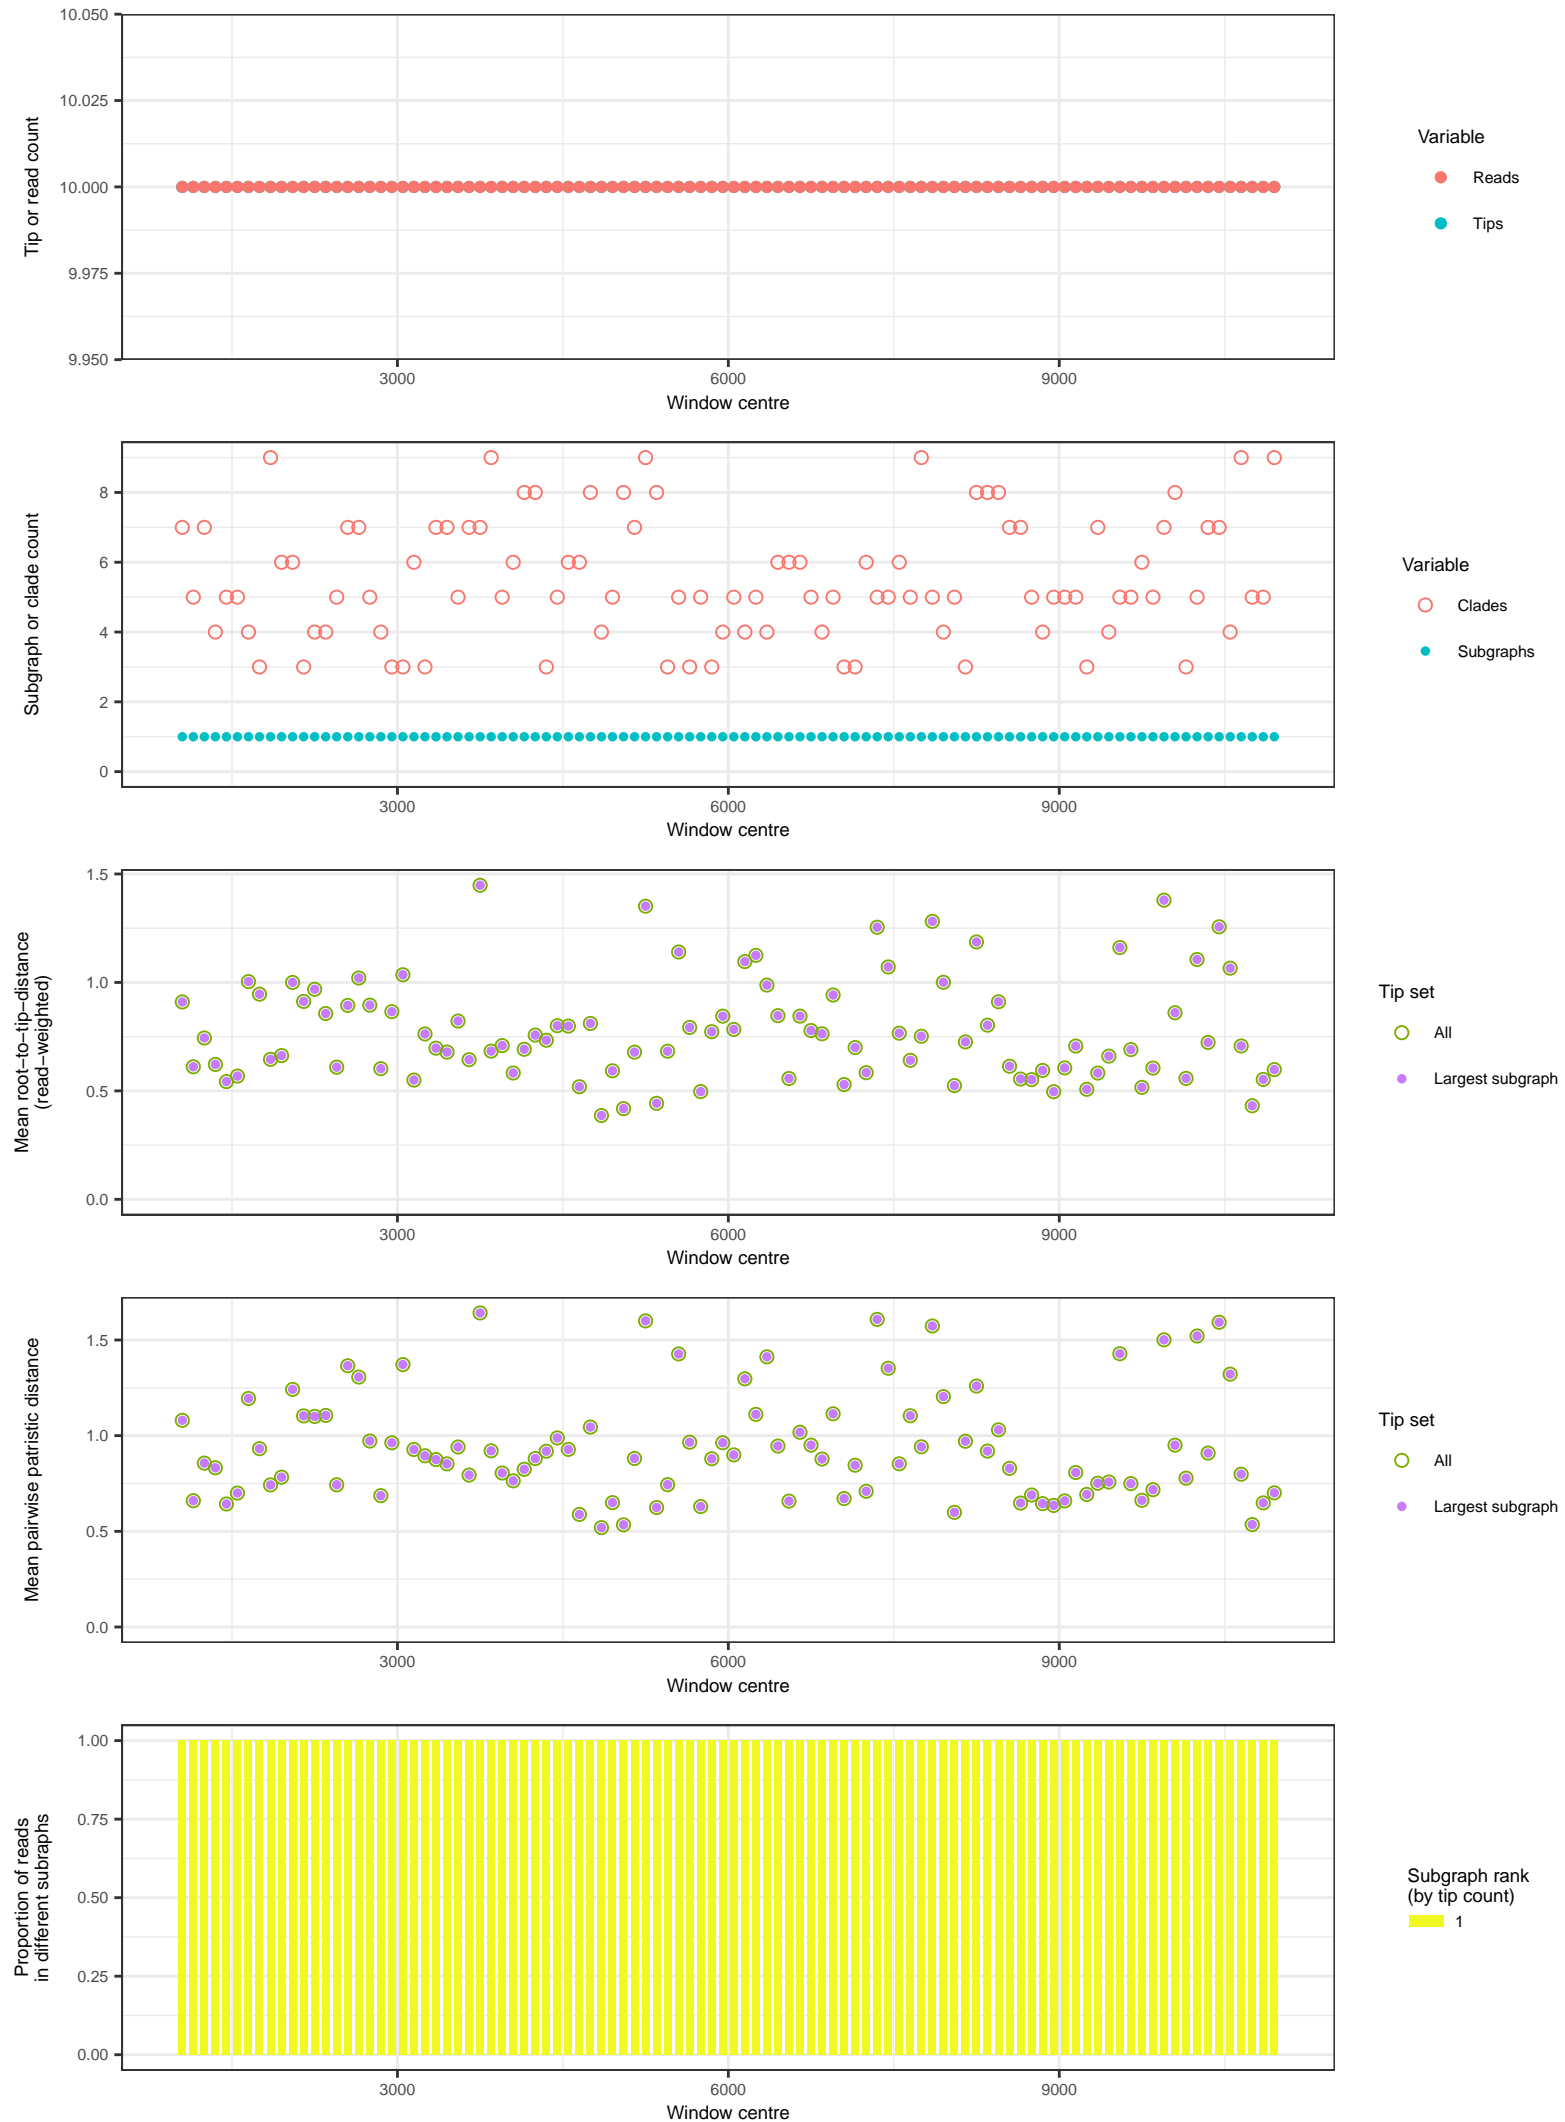 10.050
10.025
10.000
9.975
9.950
Tip or read count
3000
6000
9000
Window centre
Variable
Reads
Tips
8
6
4
2
0
Subgraph or clade count
3000
6000
9000
Window centre
Variable
Clades
Subgraphs
1.5
1.0
0.5
0.0
Mean root−to−tip−distance
(read−weighted)
3000
6000
9000
Window centre
Tip set
All
Largest subgraph
1.5
1.0
0.5
0.0
Mean pairwise patristic distance
3000
6000
9000
Window centre
Tip set
All
Largest subgraph
1.00
0.75
0.50
0.25
0.00
Proportion of reads
in different subraphs
3000
6000
9000
Window centre
Subgraph rank
(by tip count)
1